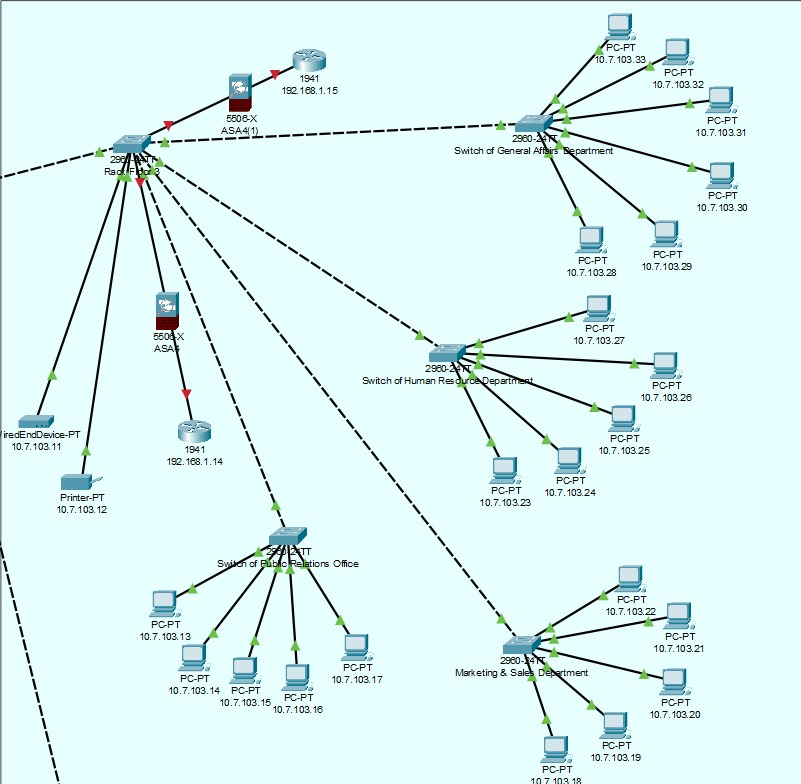 1941
192.168.1.15
5506-X
ASA4(1)
2960-24TT
Rack Floor 3
PC-PT
10.7.103.33
PC-PT
10.7.103.32
PC-PT
10.7.103.31
2960-24TT
Switch of General Affairs Department
PC-PT
10.7.103.30
PC-PT
10.7.103.29
PC-PT
10.7.103.28
5506-X
ASA4
PC-PT
10.7.103.27
2960-24TT
Switch of Human Resource Department
PC-PT
10.7.103.26
PC-PT
10.7.103.25
PC-PT
10.7.103.24
PC-PT
10.7.103.23
iredEndDevice-PT
10.7.103.11
1941
192.168.1.14
Printer-PT
10.7.103.12
2960-24TT
Switch of Public Relations Office
PC-PT
10.7.103.13
PC-PT
10.7.103.14
PC-PT
10.7.103.15
PC-PT
10.7.103.16
PC-PT
10.7.103.17
PC-PT
10.7.103.22
PC-PT
10.7.103.21
2960-24TT
Marketing & Sales Department
PC-PT
10.7.103.20
PC-PT
10.7.103.19
PC-PT
10.7.103.18